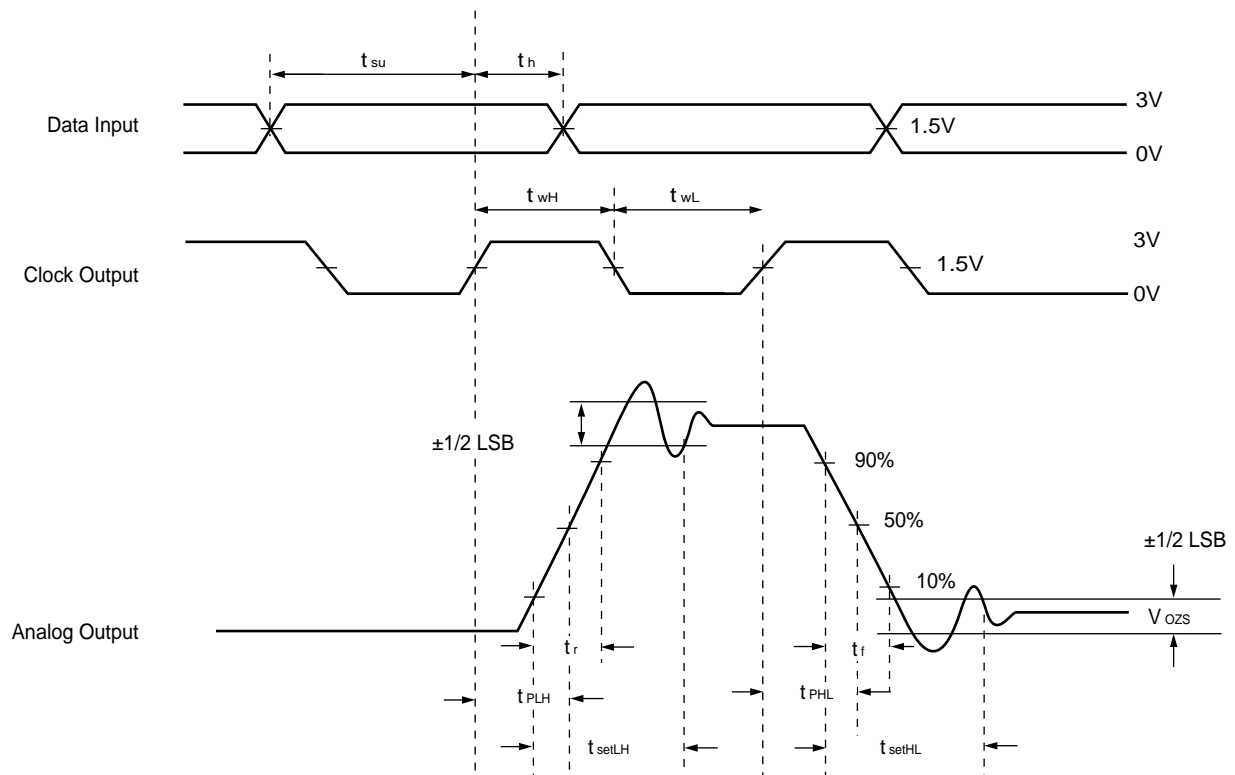 t su
t h
3V
Data Input
1.5V
0V
t wH
t wL
3V
Clock Output
1.5V
0V
±1/2 LSB
90%
50%
±1/2 LSB
10%
V OZS
Analog Output
t r
t f
t PLH
t PHL
t setLH
t setHL